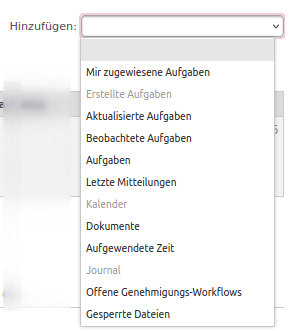 Hinzufügen:
Mir zugewiesene Aufgaben
Erstellte Aufgaben
Aktualisierte Aufgaben
Beobachtete Aufgaben
Aufgaben
Letzte Mitteilungen
Kalender
Dokumente
Aufgewendete Zeit
Journal
Offene Genehmigungs-Workflows
Gesperrte Dateien